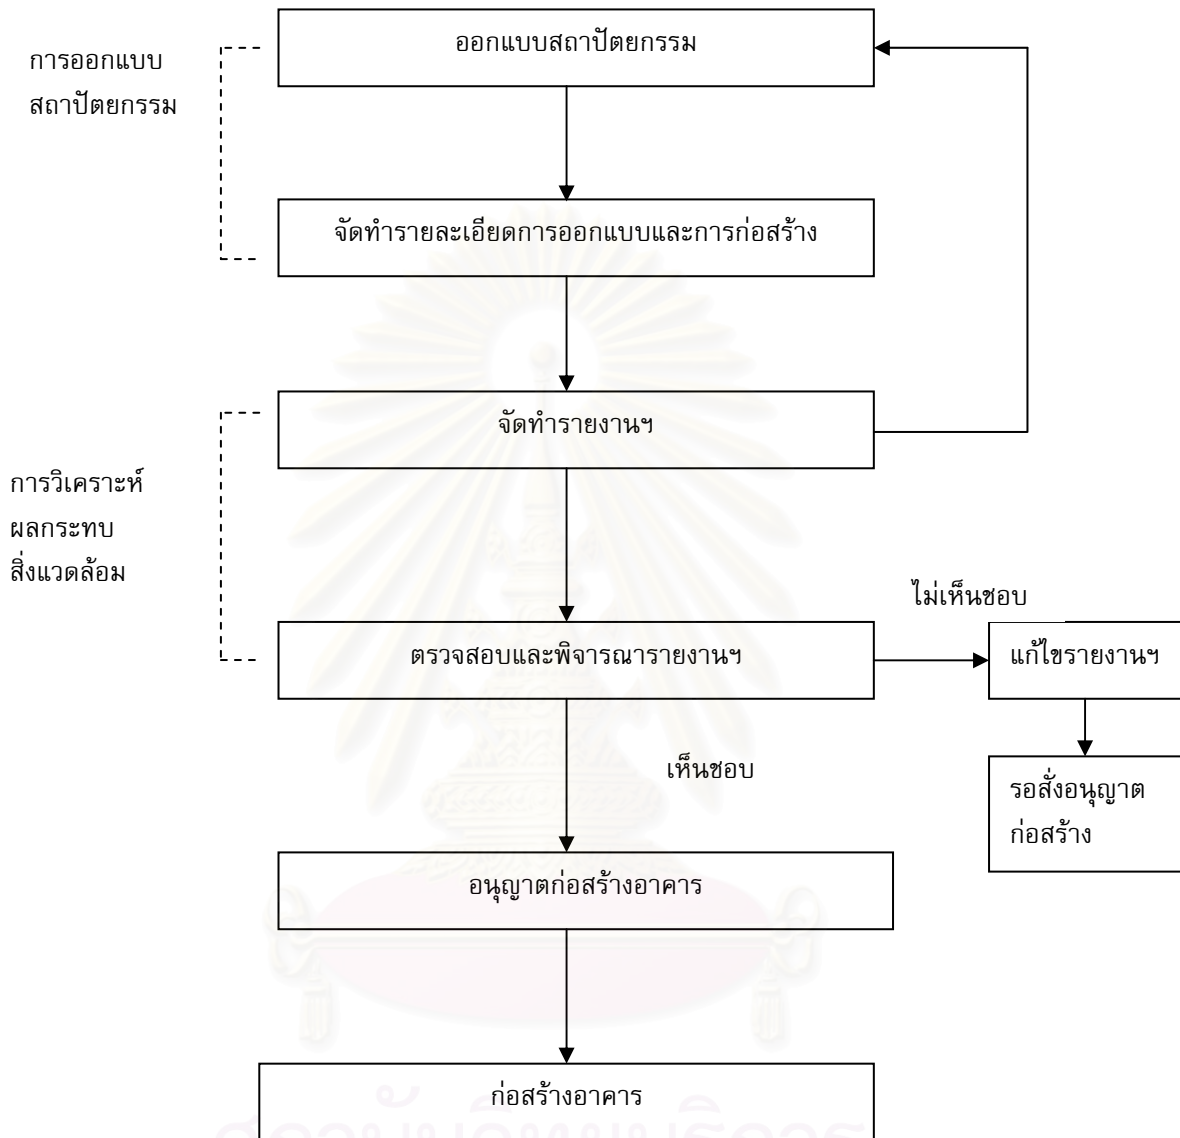 ออกแบบสถาปัตยกรรม
การออกแบบ
สถาปัตยกรรม
จัดทำรายละเอียดการออกแบบและการก่อสร้าง
จัดทำรายงานฯ
การวิเคราะห์
ผลกระทบ
สิ่งแวดล้อม
ไม่เห็นชอบ
ตรวจสอบและพิจารณารายงานฯ
แก้ไขรายงานฯ
เห็นชอบ
รอสั่งอนุญาต
ก่อสร้าง
อนุญาตก่อสร้างอาคาร
ก่อสร้างอาคาร